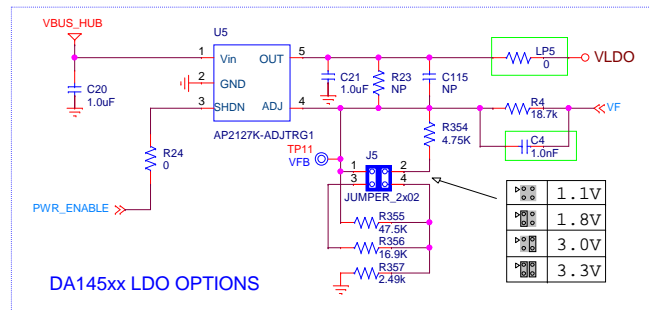 VBUS_HUB
U5
1 Vin OUT 5
2 GND
3 SHDN ADJ 4
AP2127K-ADJTRG1
C20
1.0uF
C21
1.0uF
R23
NP
C115
NP
LP5
0
VLDO
R4
18.7k
VF
C4
1.0nF
R24
0
PWR_ENABLE
R354
4.75K
TP11
VFB
J5
1 2
3 4
JUMPER_2x02
R355
47.5K
R356
16.9K
R357
2.49k
1.1V
1.8V
3.0V
3.3V
DA145xx LDO OPTIONS